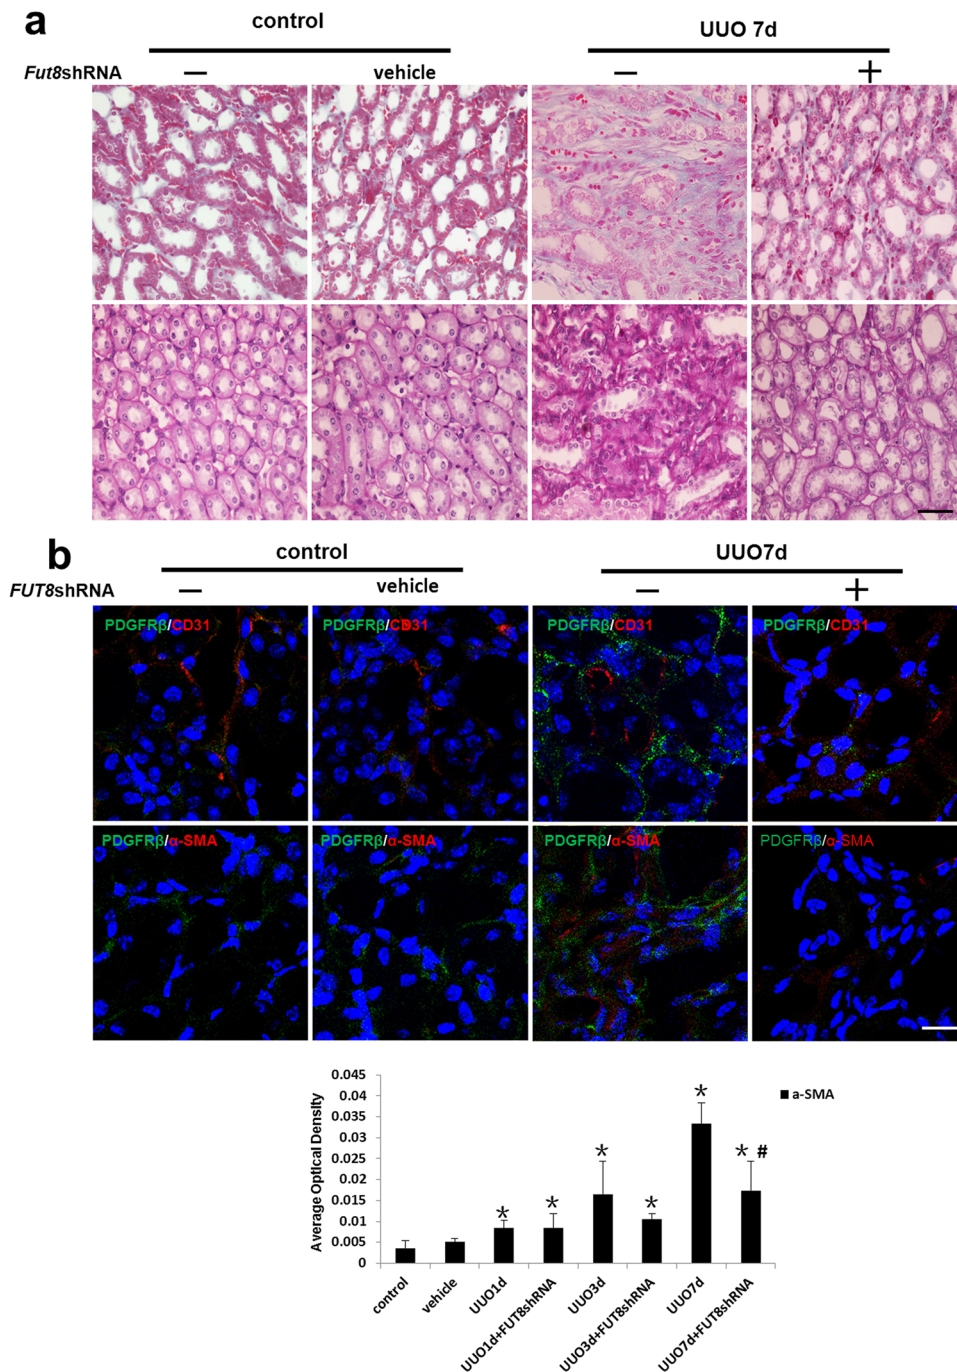 a
control
UUO 7d
Fut8shRNA — vehicle — +
b
control
UUO7d
FUT8shRNA — vehicle — +
PDGFRβ/CD31 PDGFRβ/CD31 PDGFRβ/CD31 PDGFRβ/CD31
PDGFRβ/α-SMA PDGFRβ/α-SMA PDGFRβ/α-SMA PDGFRβ/α-SMA
Average Optical Density
0.045
0.04
0.035
0.03
0.025
0.02
0.015
0.01
0.005
0
* * * * * * #
a-SMA
control
vehicle
UUO1d
UUO1d+FUT8shRNA
UUO3d
UUO3d+FUT8shRNA
UUO7d
UUO7d+FUT8shRNA